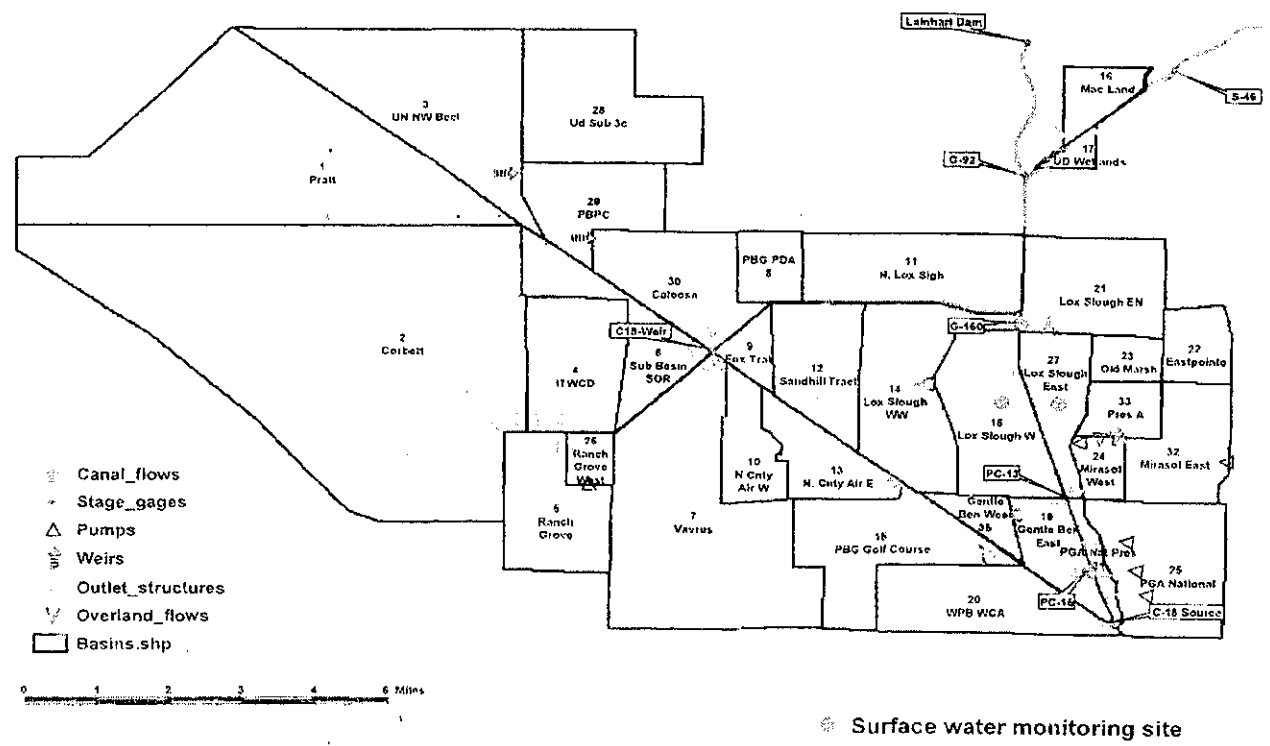 Lainhart Dam
16
Mac Land
S-46
3
UN NW Beel
28
Ud Sub 3c
17
UD Wetlands
G-92
1
Pratt
29
PBPC
PBG PDA
8
11
N. Lox Slgh
30
Caloosa
21
Lox Slough EN
C18-Weir
G-160
2
Corbett
9
Fox Trail
6
Sub Basin
SOR
27
Lox Slough
East
23
Old Marsh
22
Eastpointe
4
ITWCD
12
Sandhill Tract
14
Lox Slough
WW
33
Pres A
Lox Slough W
26
Ranch
Grove
West
10
N Cnty
Air W
13
N. Cnty Air E
PC-13
24
Mirasol
West
32
Mirasol East
5
Ranch
Grove
7
Vavrus
PBG Golf Course
Gentle
Ben West
19
Gentle Ben
East
PGA Nat Pres
25
PGA National
20
WPB WCA
C-18 Source
Canal_flows
Stage_gages
Pumps
Weirs
Outlet_structures
Overland_flows
Basins.shp
0 1 2 3 4 6 Miles
Surface water monitoring site